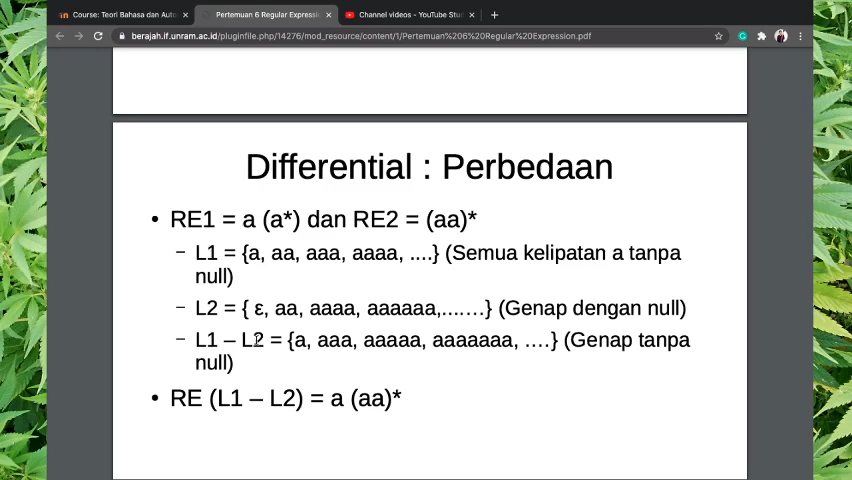 Course: Teori Bahasa dan Auto
Pertemuan 6 Regular Expressi
Channel videos - YouTube Stud
berajah.if.unram.ac.id/pluginfile.php/14276/mod_resource/content/1/Pertemuan%206%20Regular%20Expression.pdf
Differential : Perbedaan
• RE1 = a (a*) dan RE2 = (aa)*
– L1 = {a, aa, aaa, aaaa, ....} (Semua kelipatan a tanpa
null)
– L2 = { ε, aa, aaaa, aaaaaa,....…} (Genap dengan null)
– L1 – L2 = {a, aaa, aaaaa, aaaaaaa, ….} (Genap tanpa
null)
• RE (L1 – L2) = a (aa)*